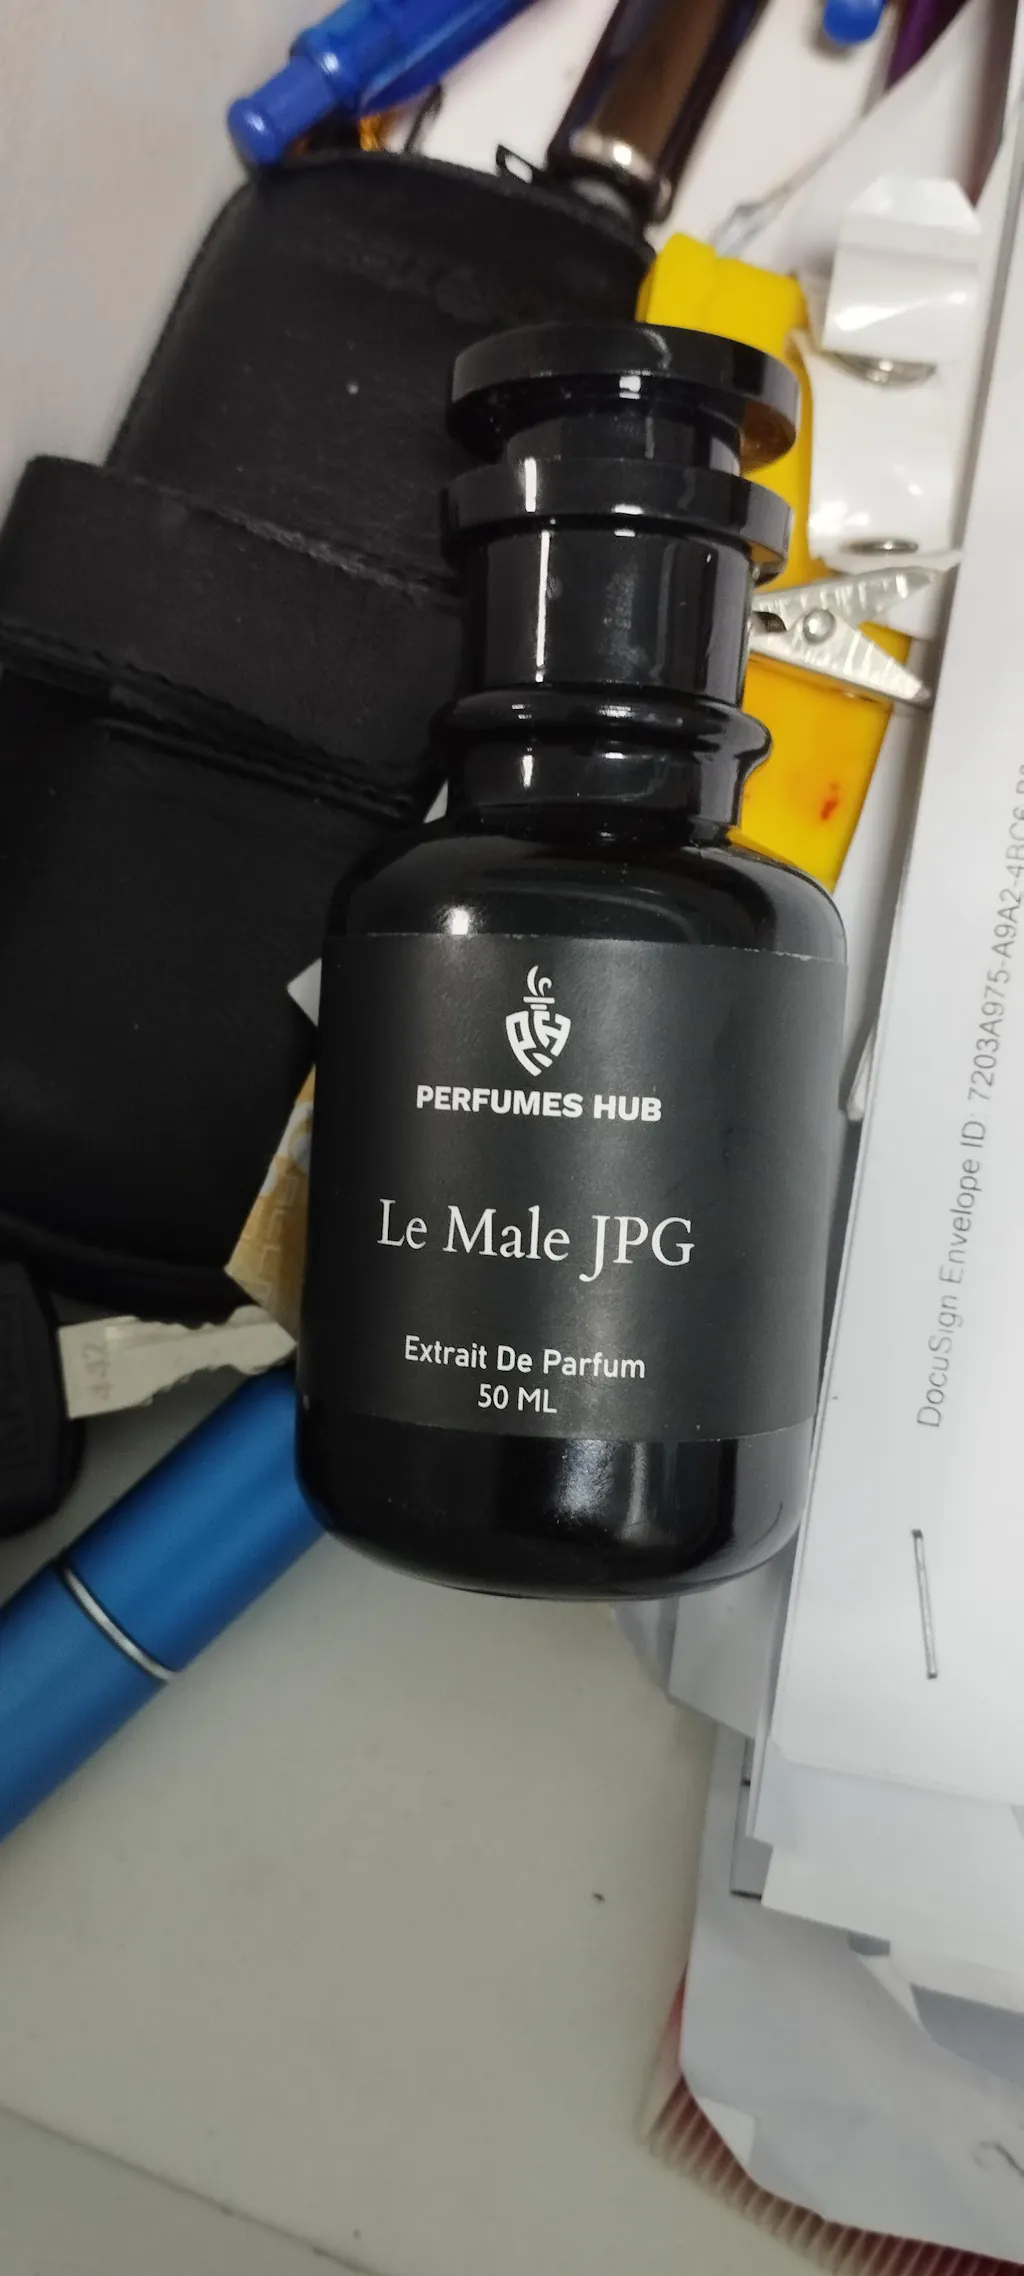 PERFUMES HUB
Le Male JPG
Extrait De Parfum
50 ML
DocuSign Envelope ID: 7203A975-A9A2-4BC6-B